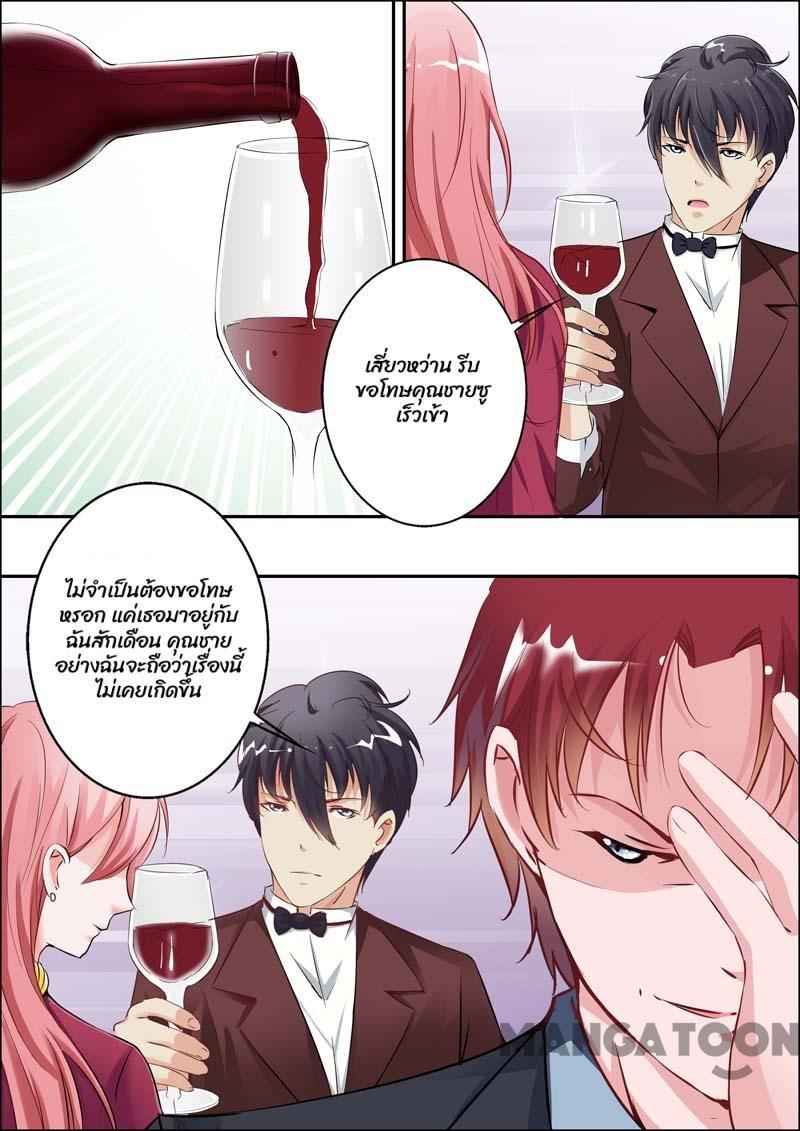 เสี่ยวหว่าน รีบ
ขอโทษคุณชายซู
เร็วเข้า
ไม่จำเป็นต้องขอโทษ
หรอก แค่เธอมาอยู่กับ
ฉันสักเดือน คุณชาย
อย่างฉันจะถือว่าเรื่องนี้
ไม่เคยเกิดขึ้น
MANGATOON